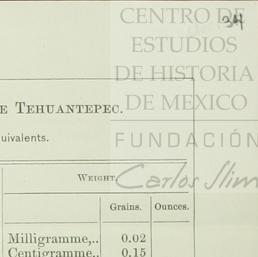 CENTRO DE
ESTUDIOS
DE HISTORIA
DE MEXICO
FUNDACIÓN
Carlos Slim
34
E TEHUANTEPEC.
uivalents.
WEIGHT.
Grains. Ounces.
Milligramme,.. 0.02
Centigramme,.. 0.15